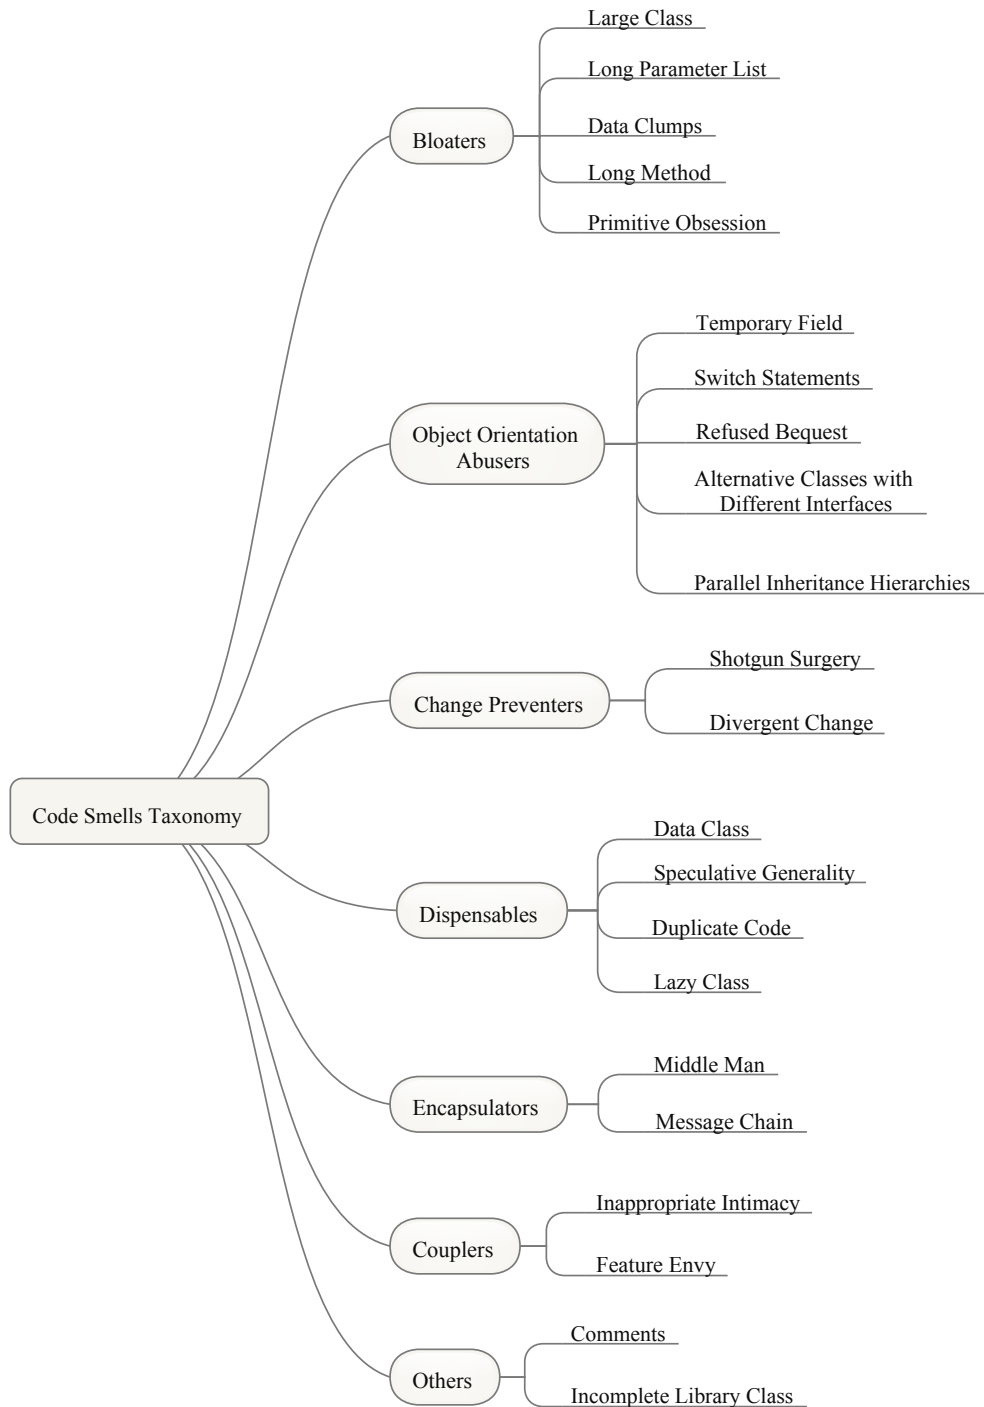 Large Class
Long Parameter List
Bloaters
Data Clumps
Long Method
Primitive Obsession
Temporary Field
Switch Statements
Object Orientation
Abusers
Refused Bequest
Alternative Classes with
Different Interfaces
Parallel Inheritance Hierarchies
Shotgun Surgery
Change Preventers
Divergent Change
Code Smells Taxonomy
Data Class
Speculative Generality
Dispensables
Duplicate Code
Lazy Class
Middle Man
Encapsulators
Message Chain
Inappropriate Intimacy
Couplers
Feature Envy
Comments
Others
Incomplete Library Class